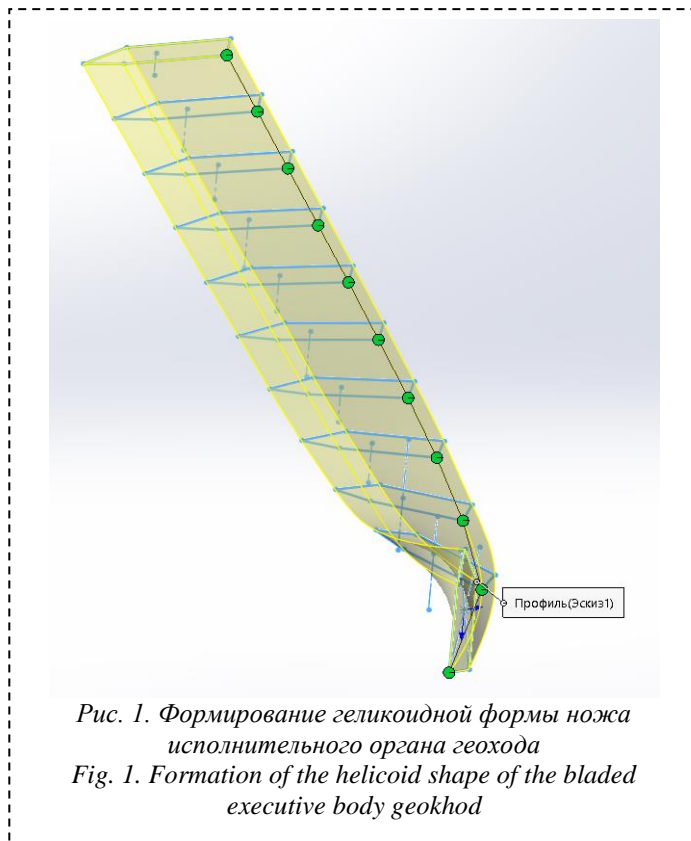 Профиль(Эскиз1)
Рис. 1. Формирование геликоидной формы ножа
исполнительного органа геохода
Fig. 1. Formation of the helicoid shape of the bladed
executive body geokhod